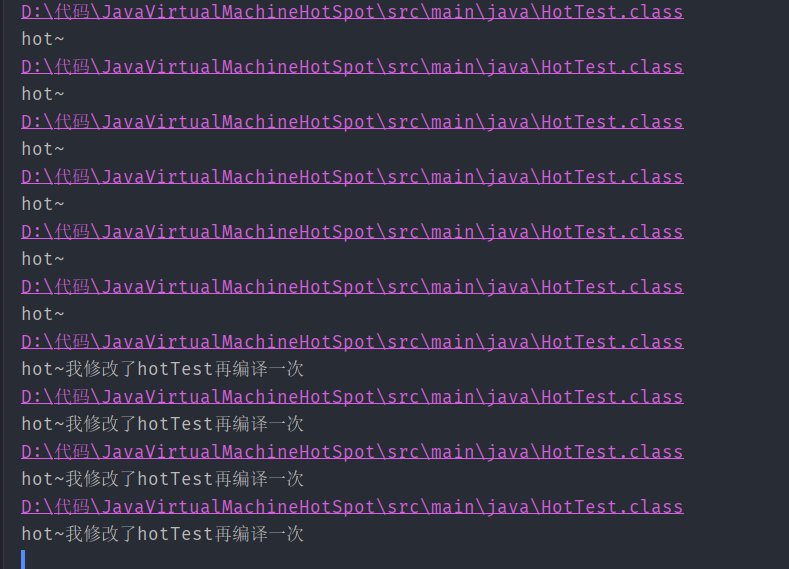 D:\代码\JavaVirtualMachineHotSpot\src\main\java\HotTest.class
hot~
D:\代码\JavaVirtualMachineHotSpot\src\main\java\HotTest.class
hot~
D:\代码\JavaVirtualMachineHotSpot\src\main\java\HotTest.class
hot~
D:\代码\JavaVirtualMachineHotSpot\src\main\java\HotTest.class
hot~
D:\代码\JavaVirtualMachineHotSpot\src\main\java\HotTest.class
hot~
D:\代码\JavaVirtualMachineHotSpot\src\main\java\HotTest.class
hot~
D:\代码\JavaVirtualMachineHotSpot\src\main\java\HotTest.class
hot~我修改了hotTest再编译一次
D:\代码\JavaVirtualMachineHotSpot\src\main\java\HotTest.class
hot~我修改了hotTest再编译一次
D:\代码\JavaVirtualMachineHotSpot\src\main\java\HotTest.class
hot~我修改了hotTest再编译一次
D:\代码\JavaVirtualMachineHotSpot\src\main\java\HotTest.class
hot~我修改了hotTest再编译一次